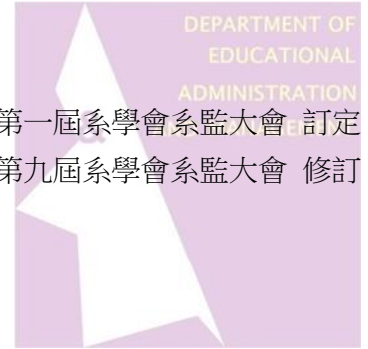 DEPARTMENT OF
EDUCATIONAL
ADMINISTRATION
第一屆系學會系監大會 訂定
&
第九屆系學會系監大會 修訂